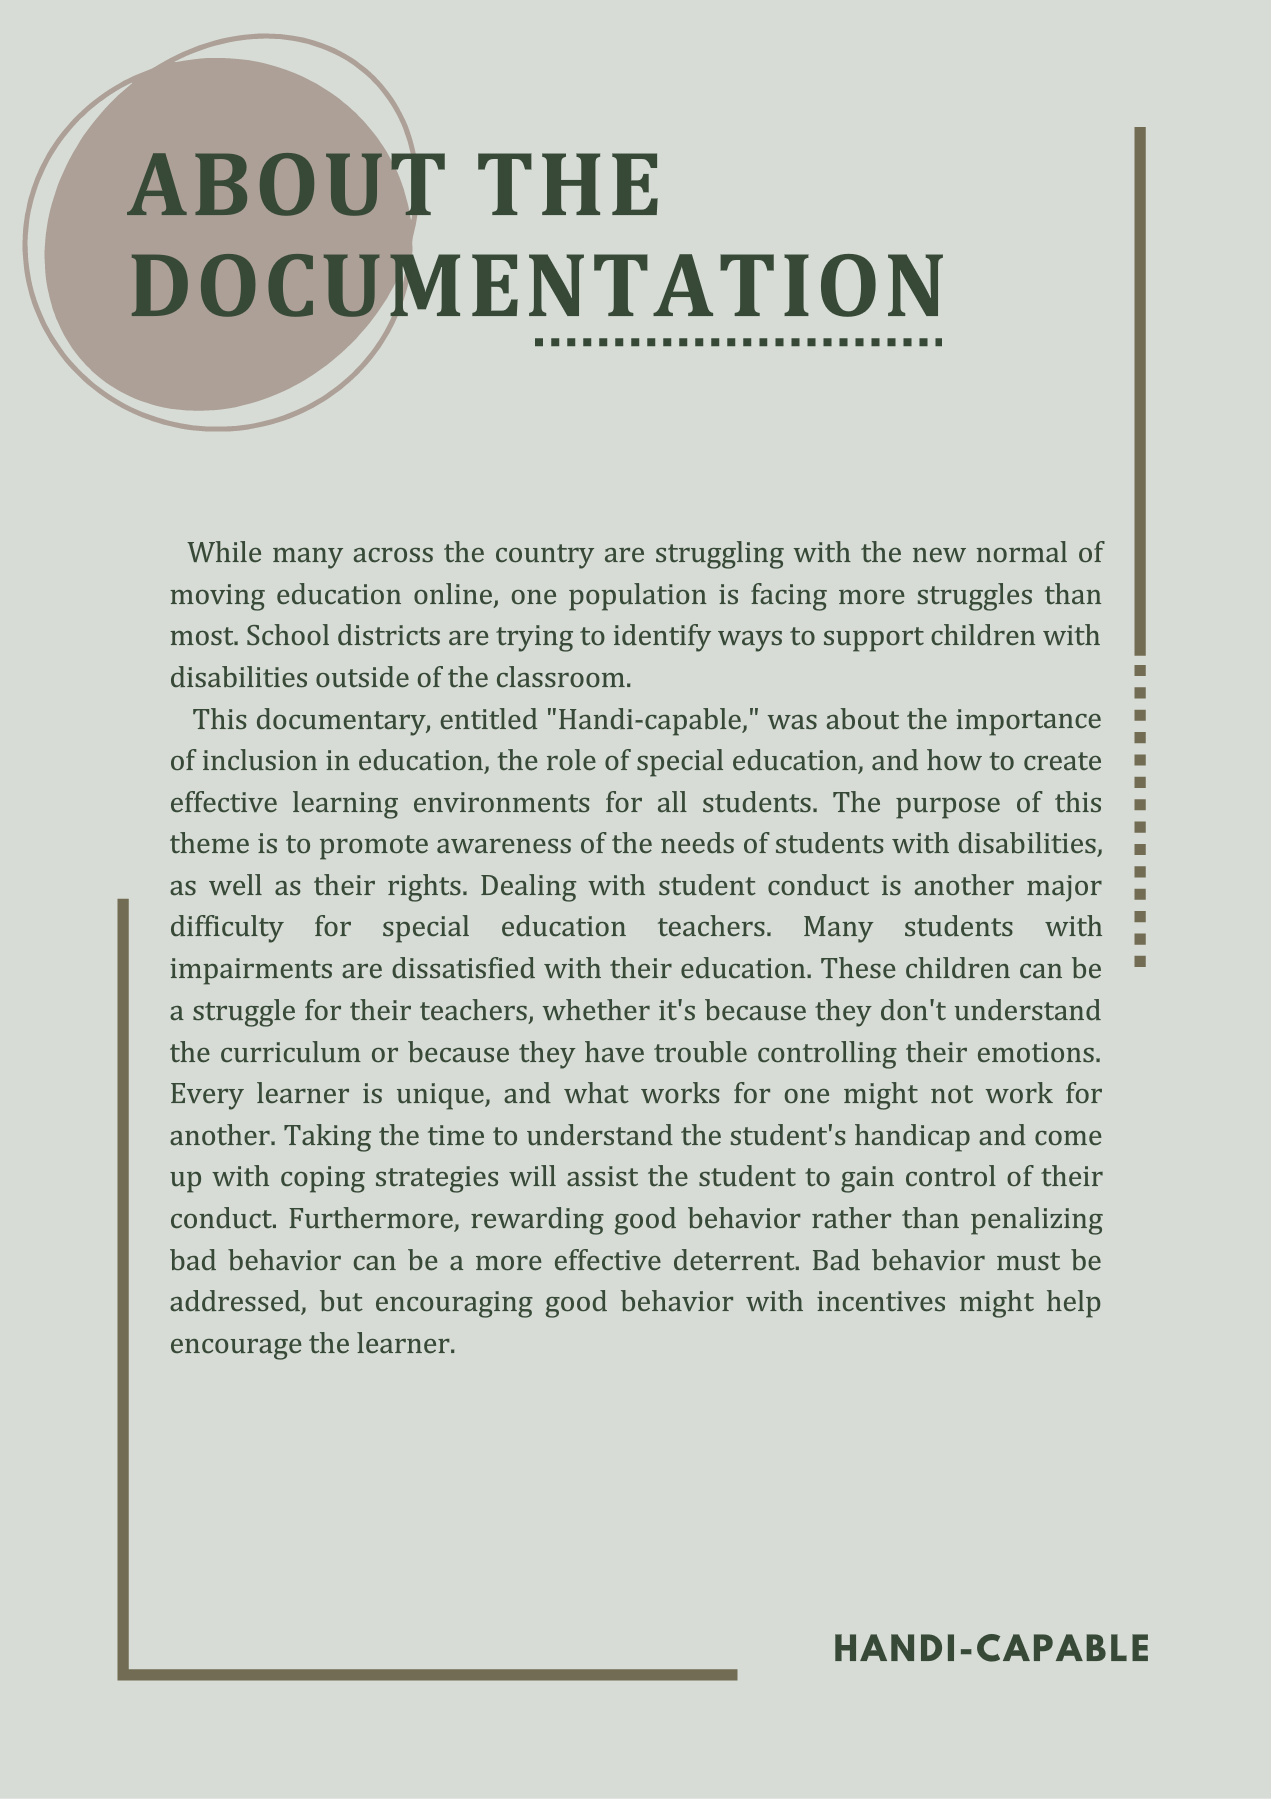 ABOUT THE
DOCUMENTATION
While many across the country are struggling with the new normal of
moving education online, one population is facing more struggles than
most. School districts are trying to identify ways to support children with
disabilities outside of the classroom.
This documentary, entitled "Handi-capable," was about the importance
of inclusion in education, the role of special education, and how to create
effective learning environments for all students. The purpose of this
theme is to promote awareness of the needs of students with disabilities,
as well as their rights. Dealing with student conduct is another major
difficulty for special education teachers. Many students with
impairments are dissatisfied with their education. These children can be
a struggle for their teachers, whether it's because they don't understand
the curriculum or because they have trouble controlling their emotions.
Every learner is unique, and what works for one might not work for
another. Taking the time to understand the student's handicap and come
up with coping strategies will assist the student to gain control of their
conduct. Furthermore, rewarding good behavior rather than penalizing
bad behavior can be a more effective deterrent. Bad behavior must be
addressed, but encouraging good behavior with incentives might help
encourage the learner.
HANDI-CAPABLE